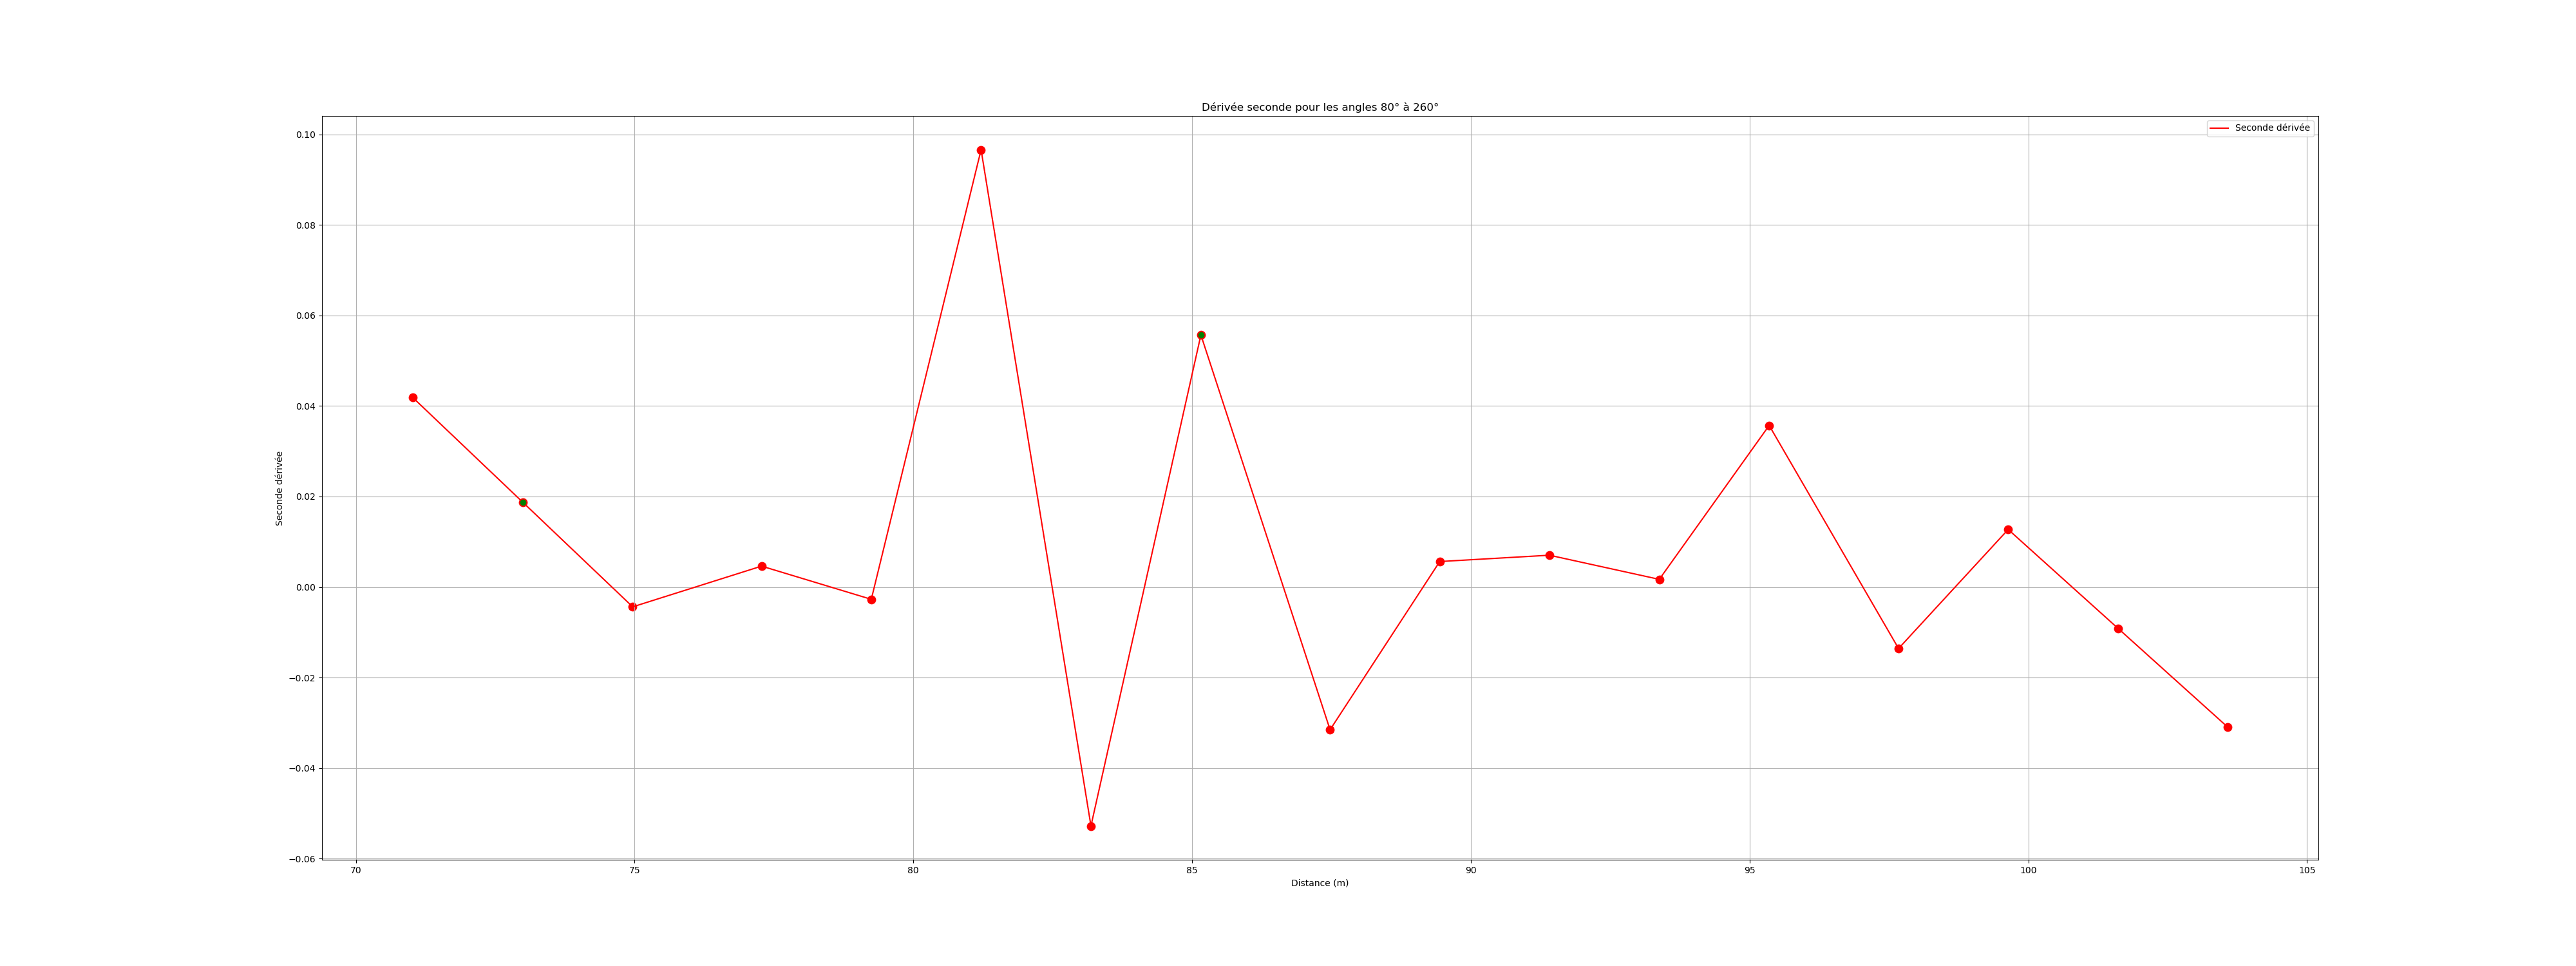 Dérivée seconde pour les angles 80° à 260°
Seconde dérivée
0.10
0.08
0.06
0.04
0.02
0.00
−0.02
−0.04
−0.06
Seconde dérivée
70 75 80 85 90 95 100 105
Distance (m)